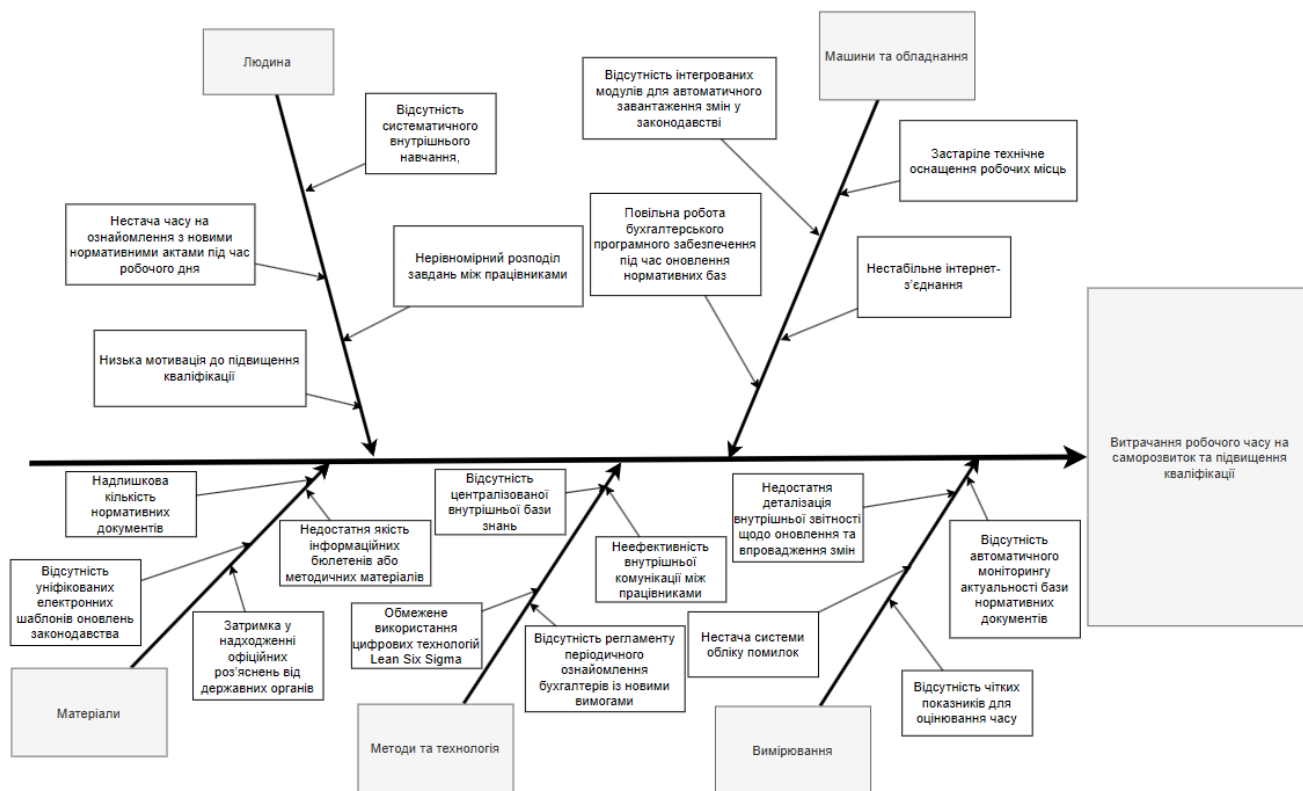 Людина
Відсутність
систематичного
внутрішнього
навчання,
Нестача часу на
ознайомлення з новими
нормативними актами під час
робочого дня
Нерівномірний розподіл
завдань між працівниками
Низька мотивація до підвищення
кваліфікації
Машини та обладнання
Відсутність інтегрованих
модулів для автоматичного
завантаження змін у
законодавстві
Застаріле технічне
оснащення робочих місць
Повільна робота
бухгалтерського
програмного забезпечення
під час оновлення
нормативних баз
Нестабільне інтернет-
з’єднання
Витрачання робочого часу на
саморозвиток та підвищення
кваліфікації
Надлишкова
кількість
нормативних
документів
Недостатня якість
інформаційних
бюлетенів або
методичних матеріалів
Відсутність
уніфікованих
електронних
шаблонів оновлень
законодавства
Затримка у
надходженні
офіційних
роз’яснень від
державних органів
Матеріали
Відсутність
централізованої
внутрішньої бази
знань
Неефективність
внутрішньої
комунікації між
працівниками
Обмежене
використання
цифрових технологій
Lean Six Sigma
Відсутність регламенту
періодичного
ознайомлення
бухгалтерів із новими
вимогами
Методи та технологія
Недостатня
деталізація
внутрішньої звітності
щодо оновлення та
впровадження змін
Відсутність
автоматичного
моніторингу
актуальності бази
нормативних
документів
Нестача системи
обліку помилок
Відсутність чітких
показників для
оцінювання часу
Вимірювання